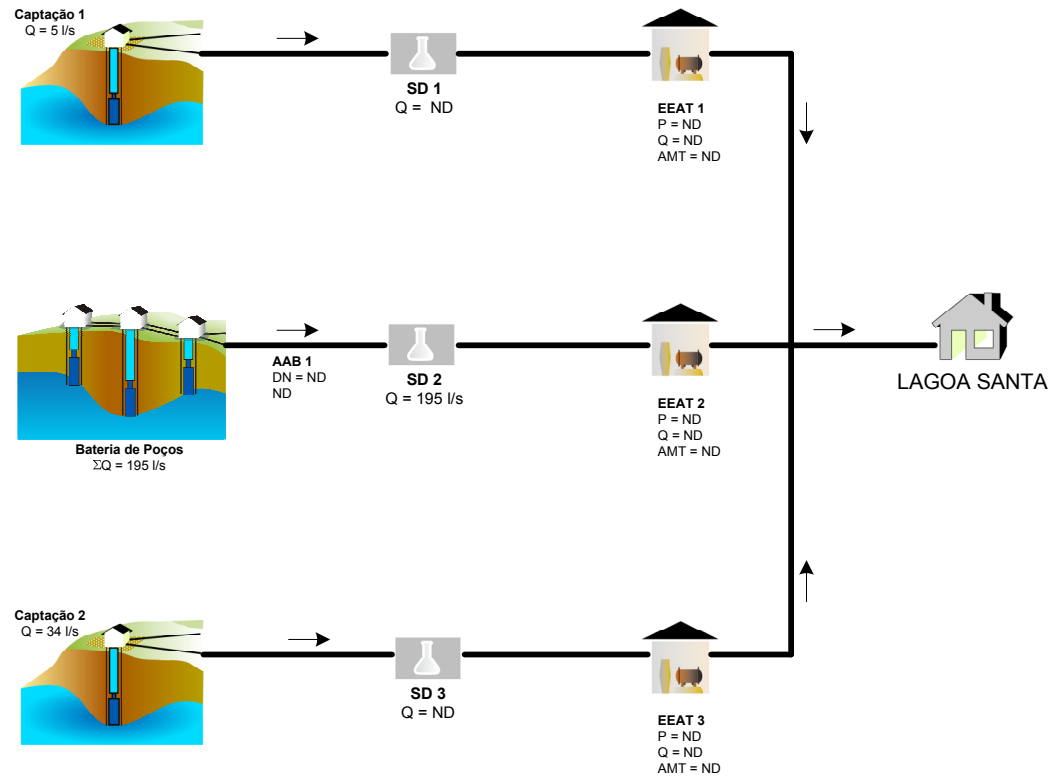 Captação 1
Q = 5 l/s
SD 1
Q = ND
EEAT 1
P = ND
Q = ND
AMT = ND
Bateria de Poços
ΣQ = 195 l/s
AAB 1
DN = ND
ND
SD 2
Q = 195 l/s
EEAT 2
P = ND
Q = ND
AMT = ND
LAGOA SANTA
Captação 2
Q = 34 l/s
SD 3
Q = ND
EEAT 3
P = ND
Q = ND
AMT = ND